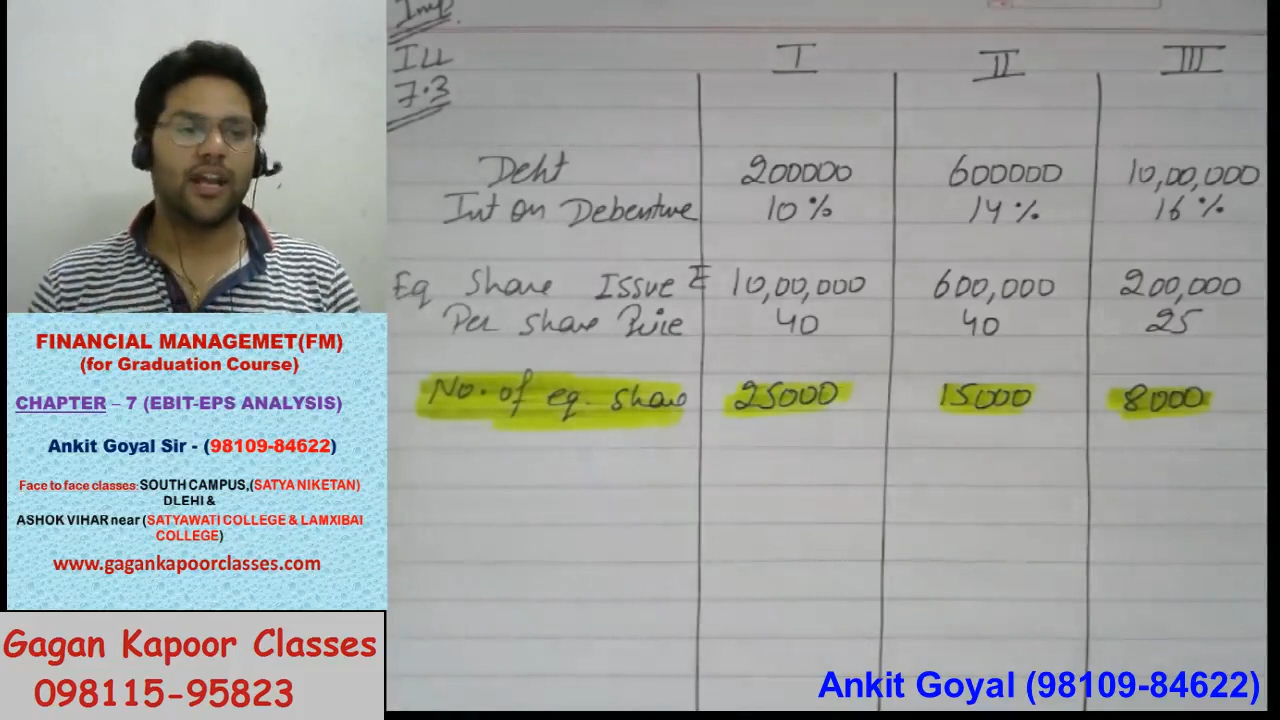 Imp.
ILL
7.3
I II III
Debt 200000 600000 10,00,000
Int on Debenture 10% 14% 16%
Eq Share Issue 10,00,000 600,000 200,000
Per share Price 40 40 25
No. of eq. share 25000 15000 8000
FINANCIAL MANAGEMET(FM)
(for Graduation Course)
CHAPTER – 7 (EBIT-EPS ANALYSIS)
Ankit Goyal Sir - (98109-84622)
Face to face classes: SOUTH CAMPUS,(SATYA NIKETAN)
DLEHI &
ASHOK VIHAR near (SATYAWATI COLLEGE & LAMXIBAI
COLLEGE)
www.gagankapoorclasses.com
Gagan Kapoor Classes
098115-95823
Ankit Goyal (98109-84622)